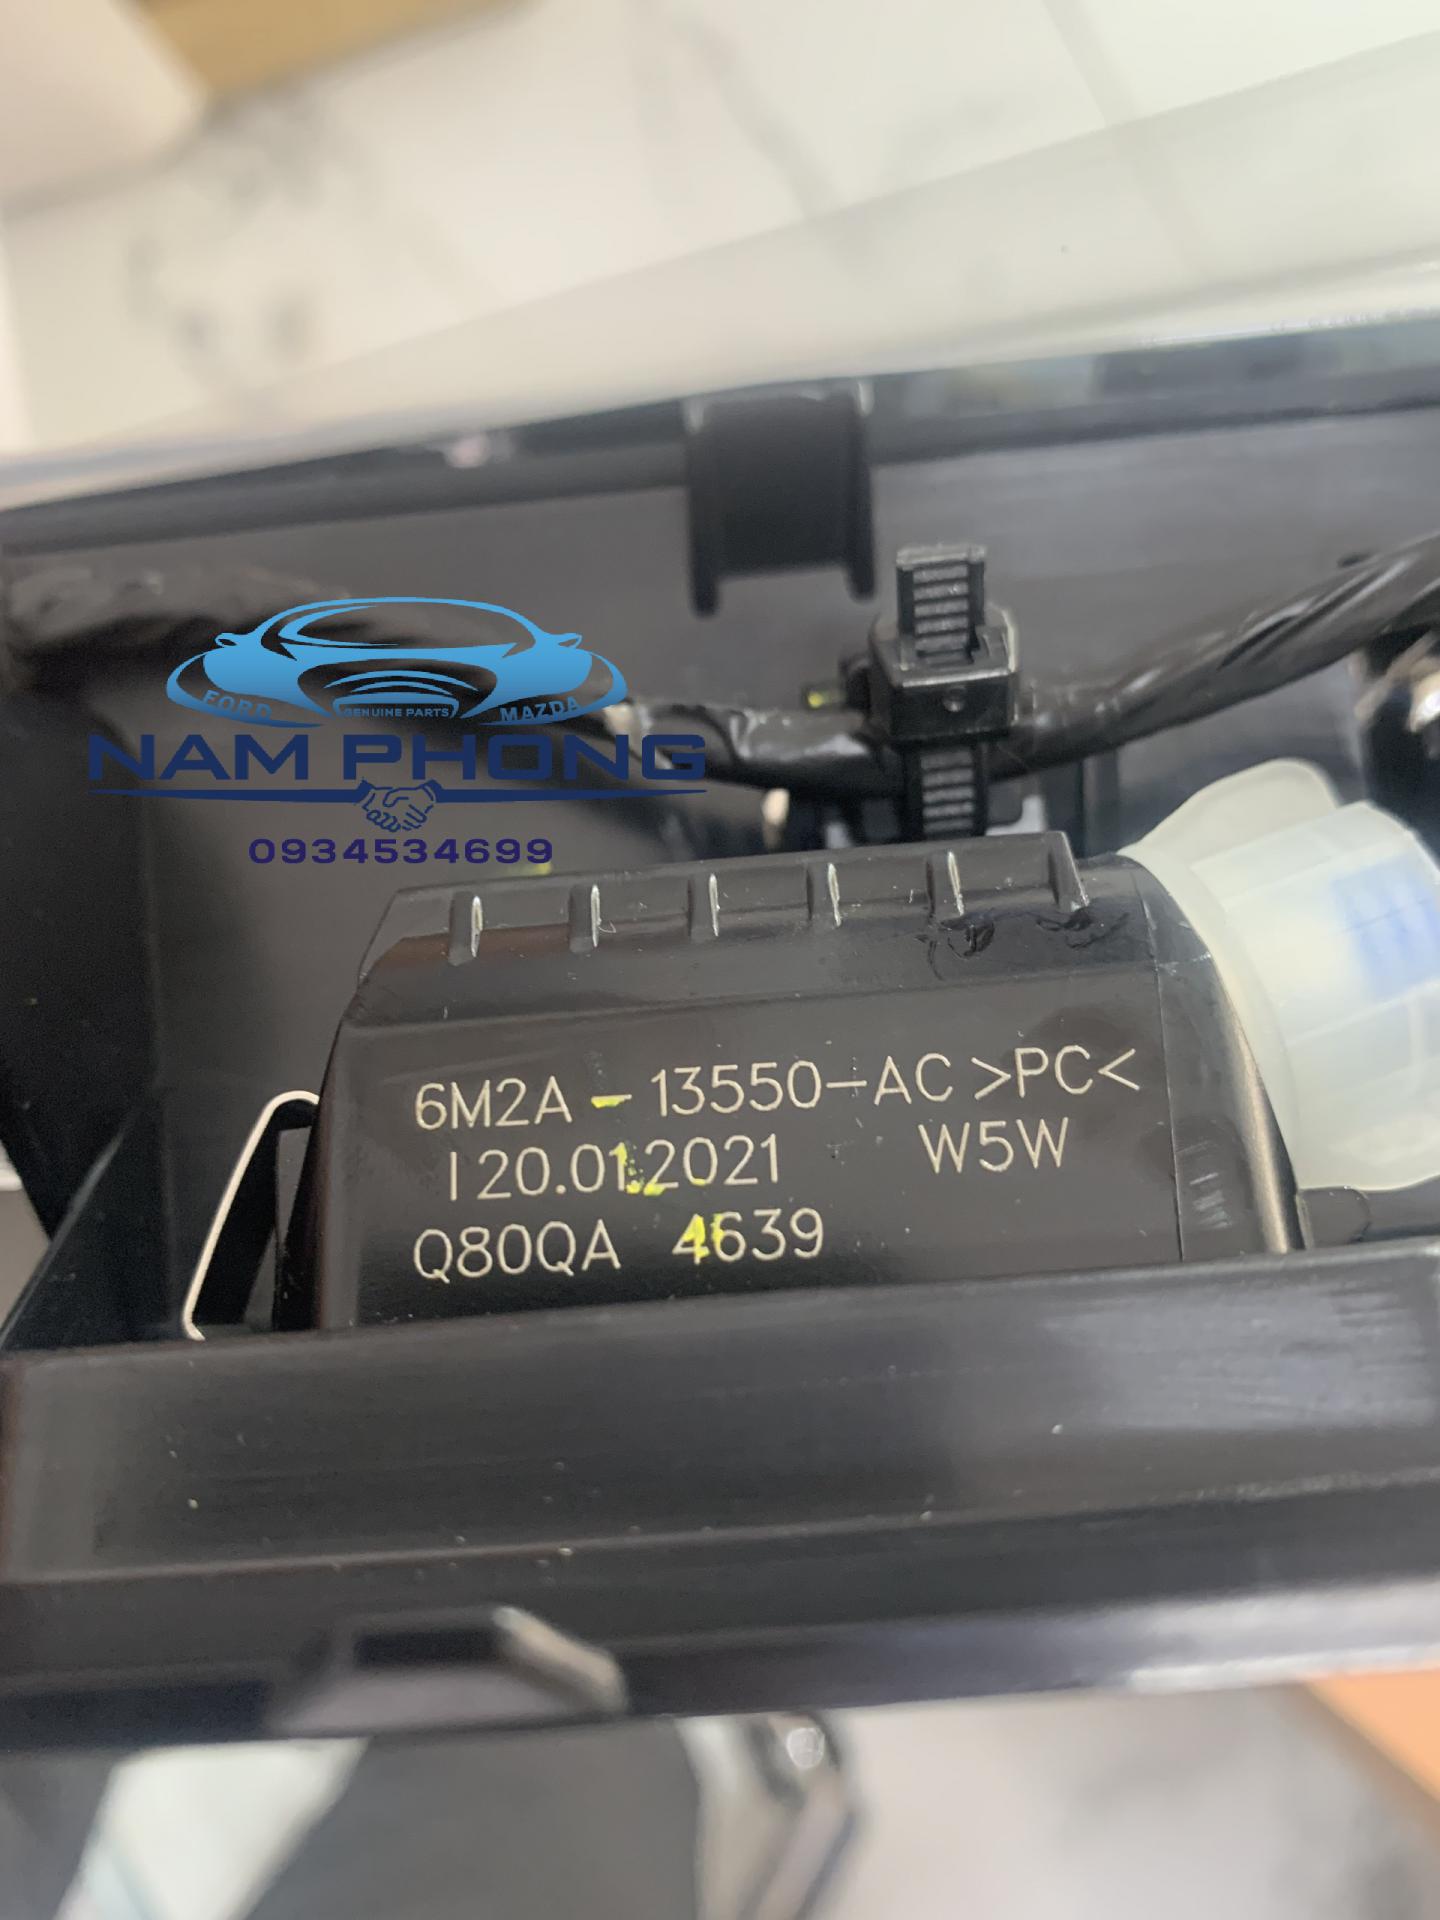 FORD
GENUINE PARTS
MAZDA
NAM PHONG
0934534699
6M2A-13550-AC >PC<
I 20.01.2021 W5W
Q80QA 4639